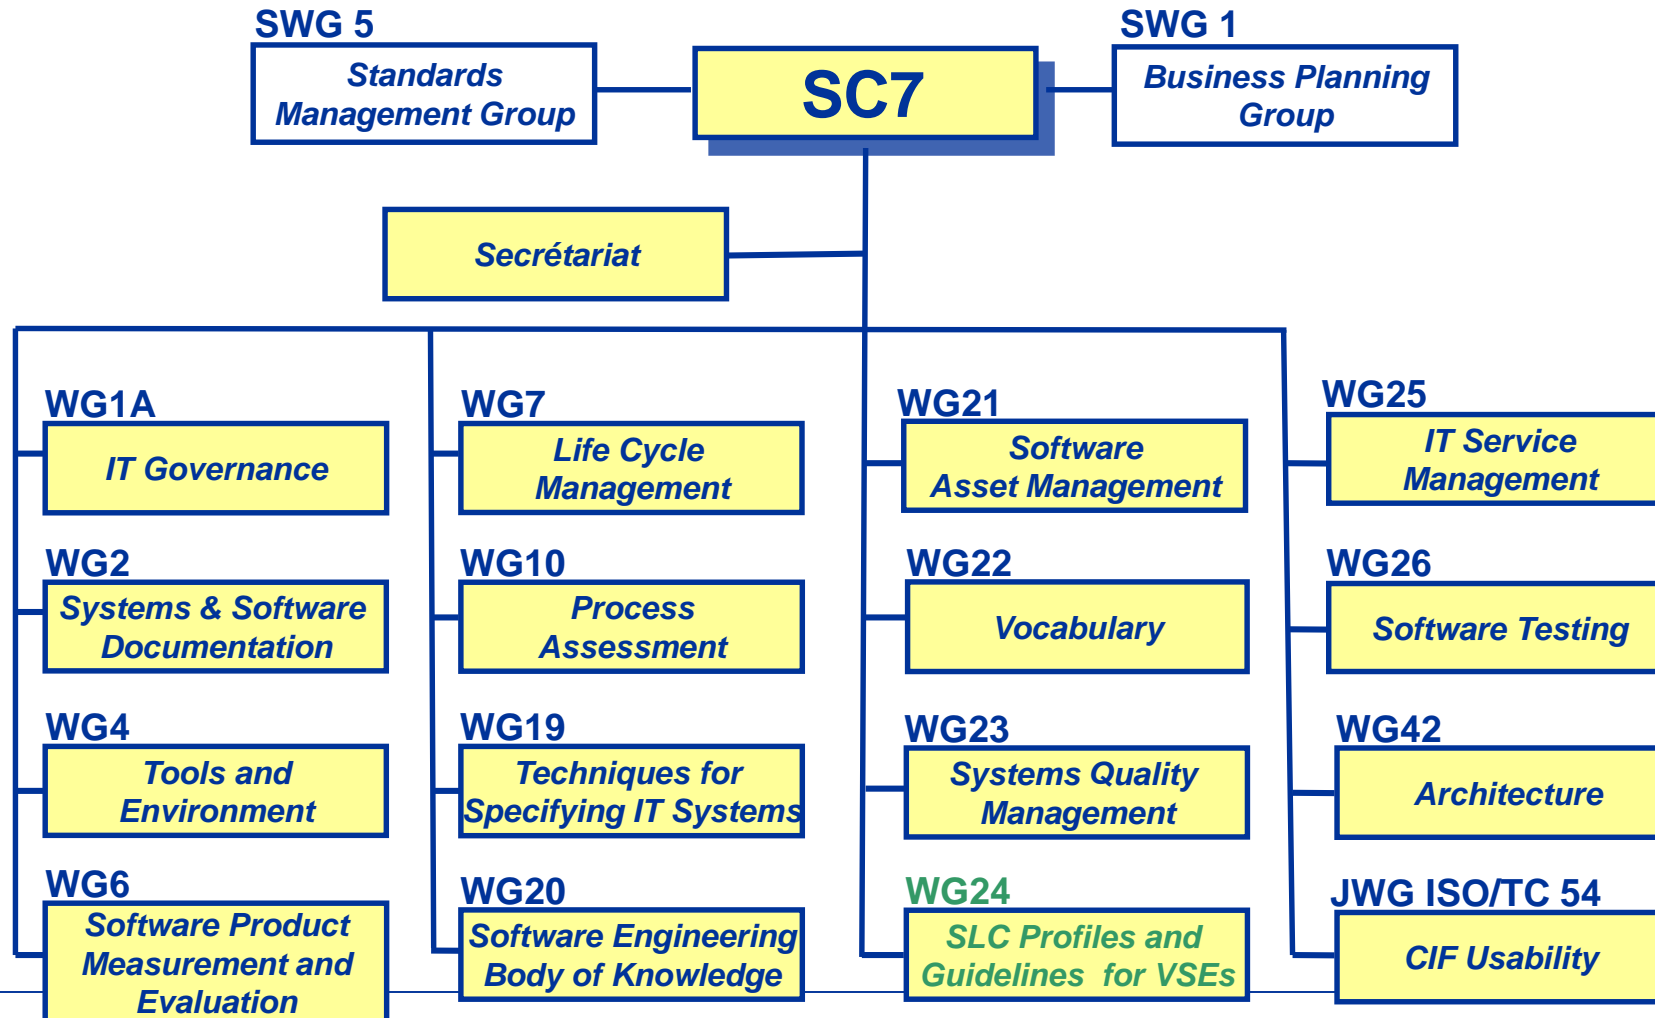 SWG 5
Standards
Management Group
SC7
SWG 1
Business Planning
Group
Secrétariat
WG1A
IT Governance
WG2
Systems & Software
Documentation
WG4
Tools and
Environment
WG6
Software Product
Measurement and
Evaluation
WG7
Life Cycle
Management
WG10
Process
Assessment
WG19
Techniques for
Specifying IT Systems
WG20
Software Engineering
Body of Knowledge
WG21
Software
Asset Management
WG22
Vocabulary
WG23
Systems Quality
Management
WG24
SLC Profiles and
Guidelines for VSEs
WG25
IT Service
Management
WG26
Software Testing
WG42
Architecture
JWG ISO/TC 54
CIF Usability